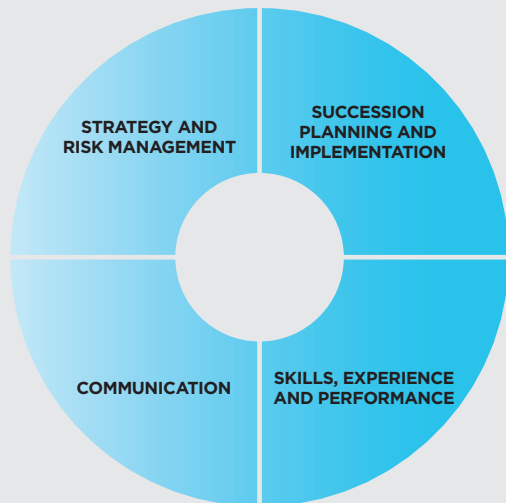 STRATEGY AND
RISK MANAGEMENT
SUCCESSION
PLANNING AND
IMPLEMENTATION
COMMUNICATION
SKILLS, EXPERIENCE
AND PERFORMANCE